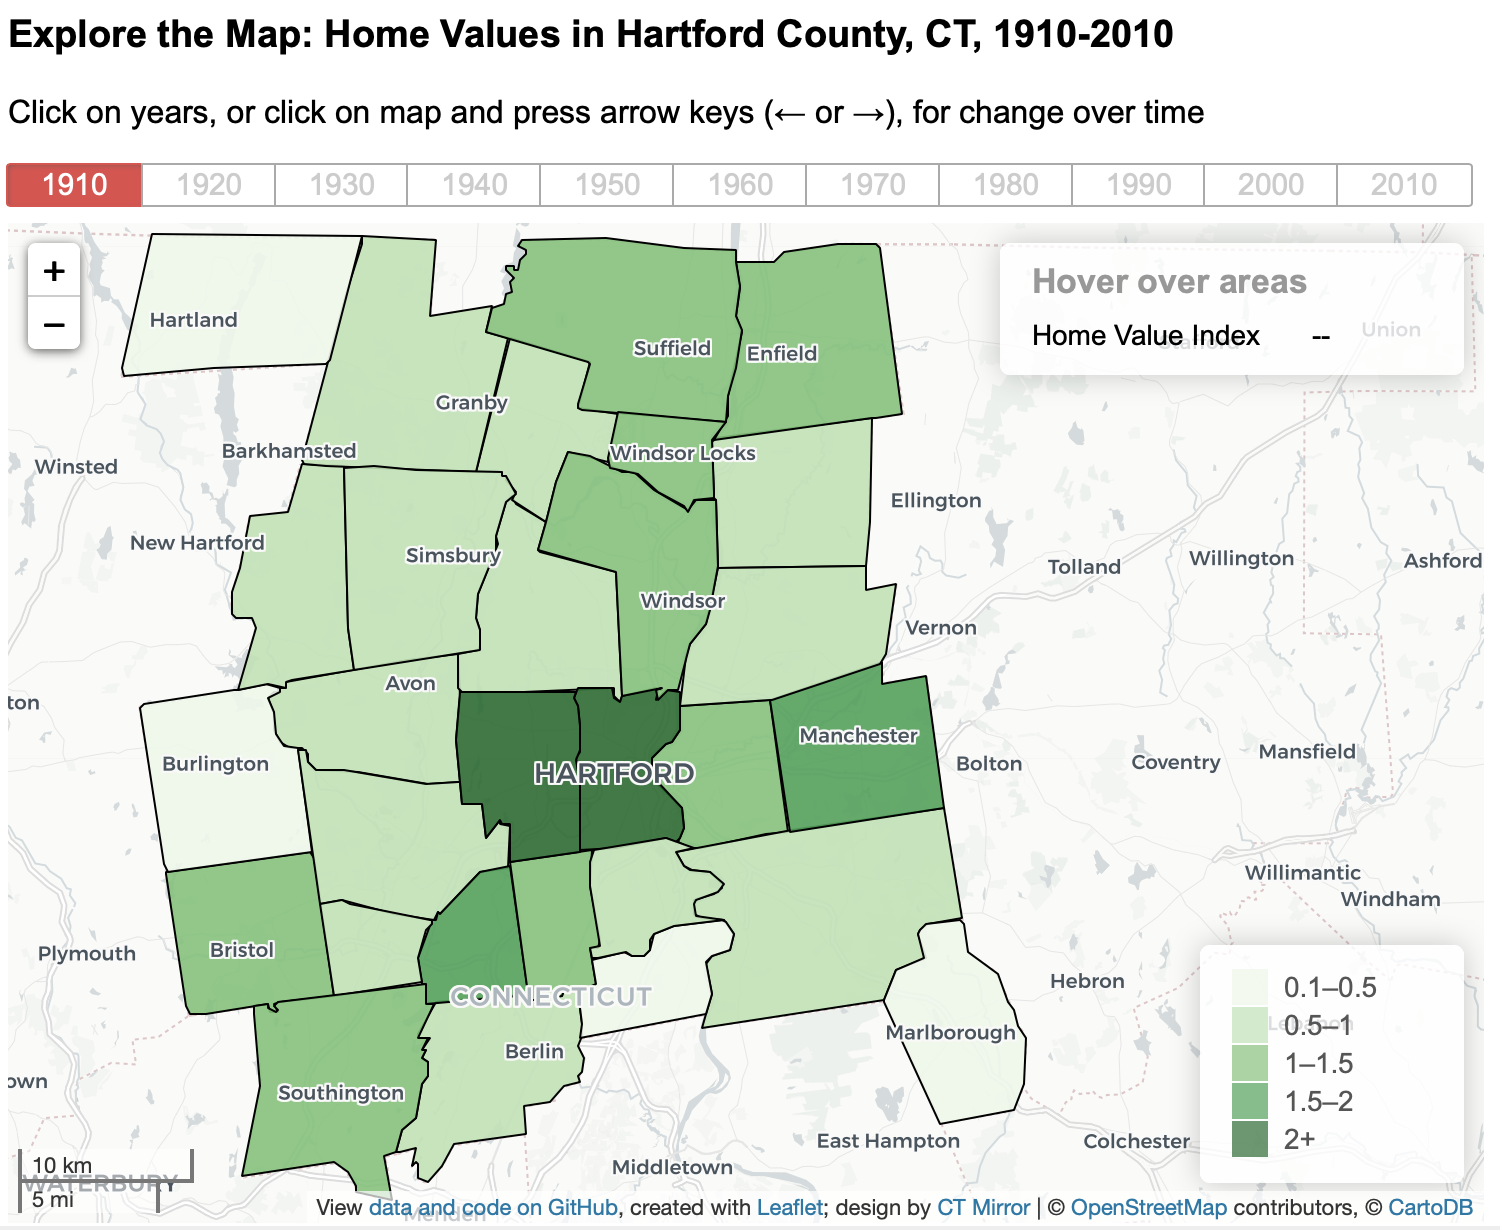 Explore the Map: Home Values in Hartford County, CT, 1910-2010
Click on years, or click on map and press arrow keys (← or →), for change over time
1910 1920 1930 1940 1950 1960 1970 1980 1990 2000 2010
+
−
Hover over areas
Home Value Index --
Union
Hartland
Suffield
Enfield
Granby
Barkhamsted
Windsor Locks
Winsted
Ellington
New Hartford
Simsbury
Tolland
Willington
Ashford
Windsor
Vernon
Avon
ton
Manchester
Burlington
Bolton
Coventry
Mansfield
HARTFORD
Willimantic
Windham
Plymouth
Bristol
Hebron
CONNECTICUT
Marlborough
Berlin
own
Southington
East Hampton
Colchester
Middletown
WATERBURY
Meriden
0.1–0.5
0.5–1
Lebanon
1–1.5
1.5–2
2+
10 km
5 mi
View data and code on GitHub, created with Leaflet; design by CT Mirror | © OpenStreetMap contributors, © CartoDB